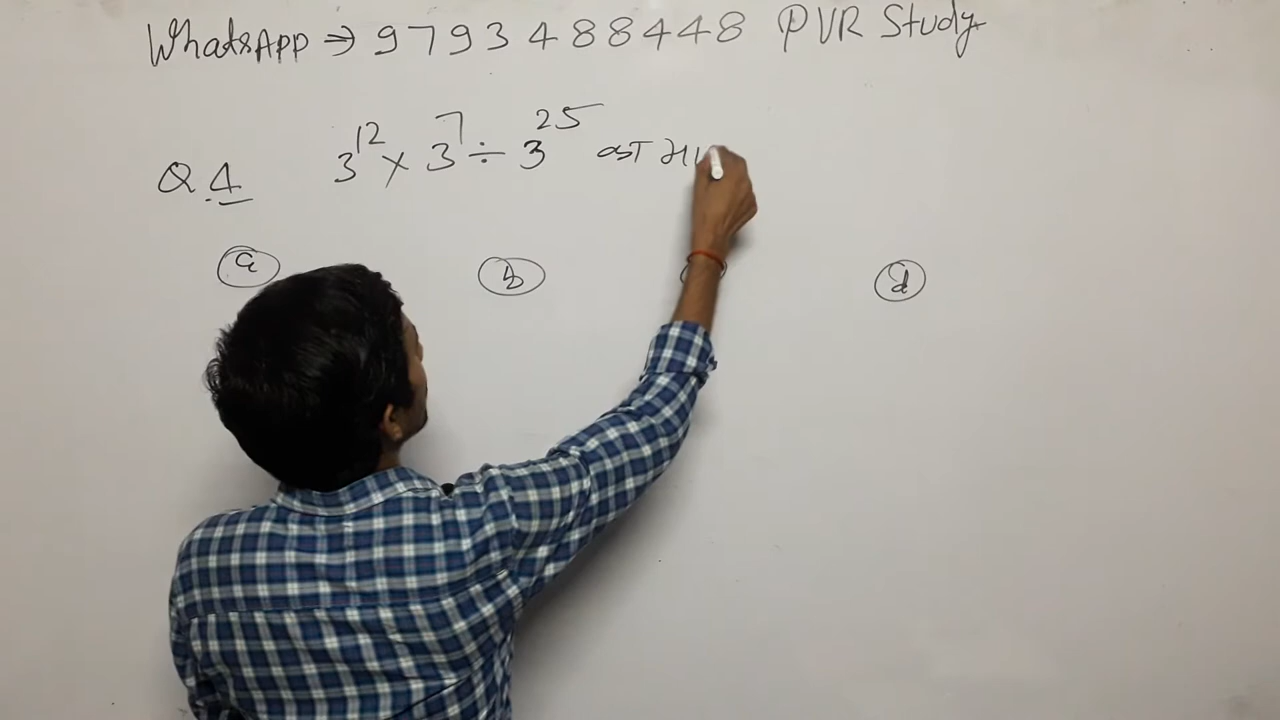 WhatsApp ⇒ 9793488448 PVR Study
Q.4 3¹² × 3⁷ ÷ 3²⁵ का
a b d